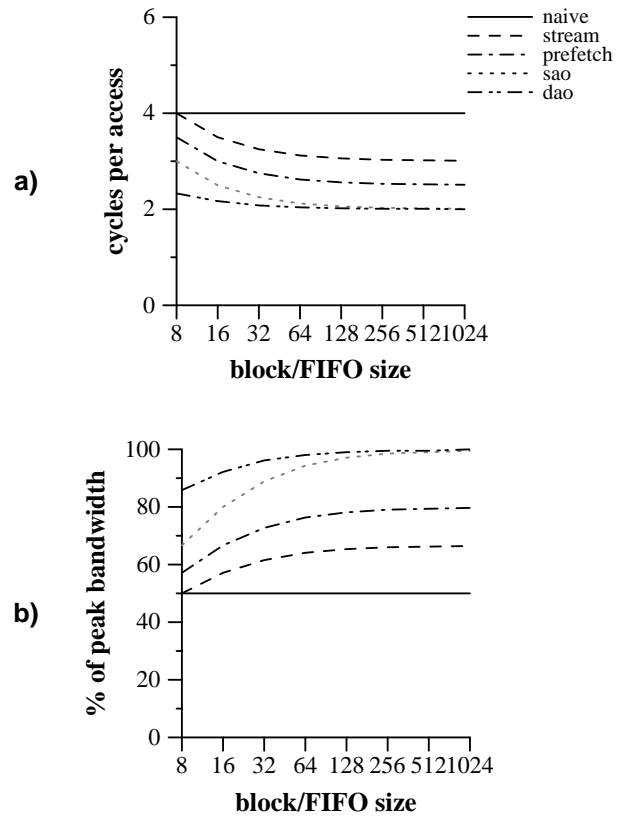 naive
stream
prefetch
sao
dao
a)
cycles per access
6
4
2
0
8 16 32 64 128 256 512 1024
block/FIFO size
b)
% of peak bandwidth
100
80
60
40
20
0
8 16 32 64 128 256 512 1024
block/FIFO size